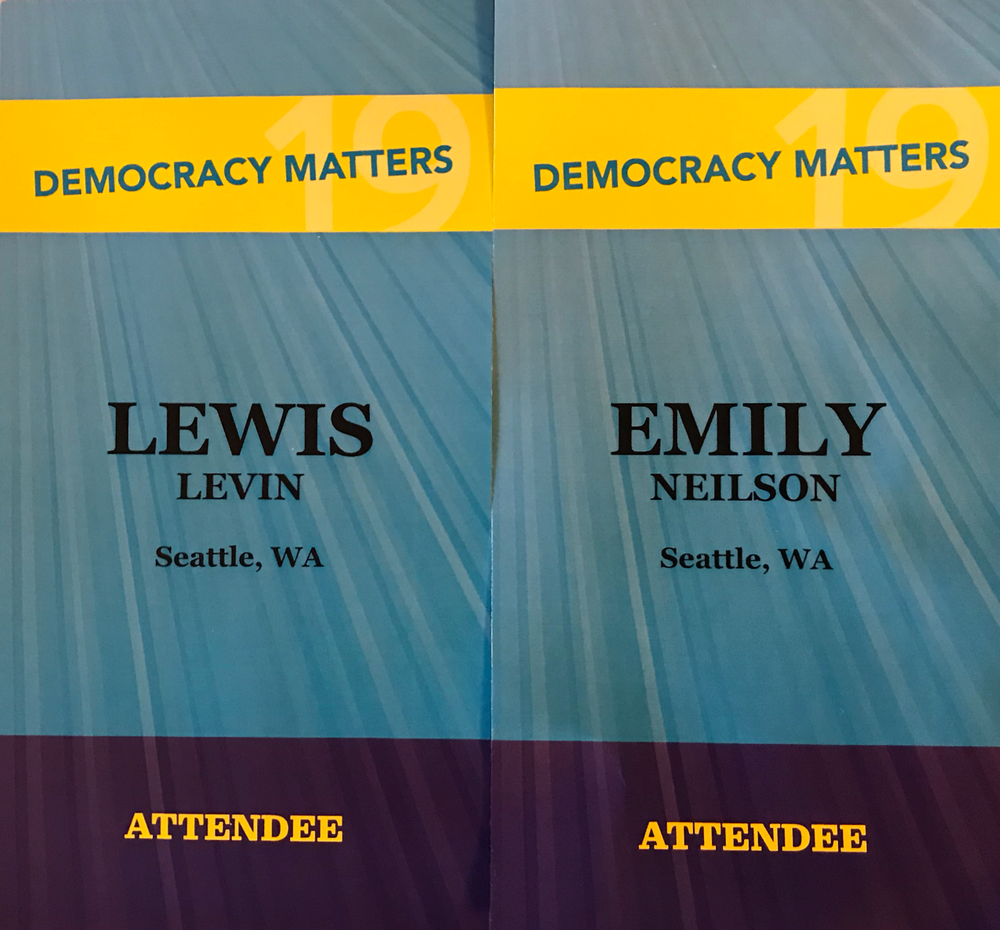 19
DEMOCRACY MATTERS
LEWIS
LEVIN
Seattle, WA
ATTENDEE
19
DEMOCRACY MATTERS
EMILY
NEILSON
Seattle, WA
ATTENDEE